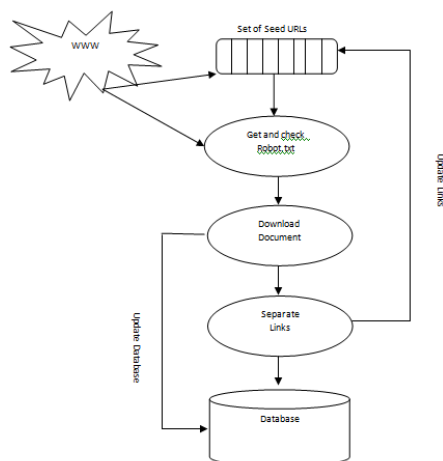 Set of Seed URLs
WWW
Get and check
Robot.txt
Download
Document
Update Links
Separate
Links
Update Database
Database